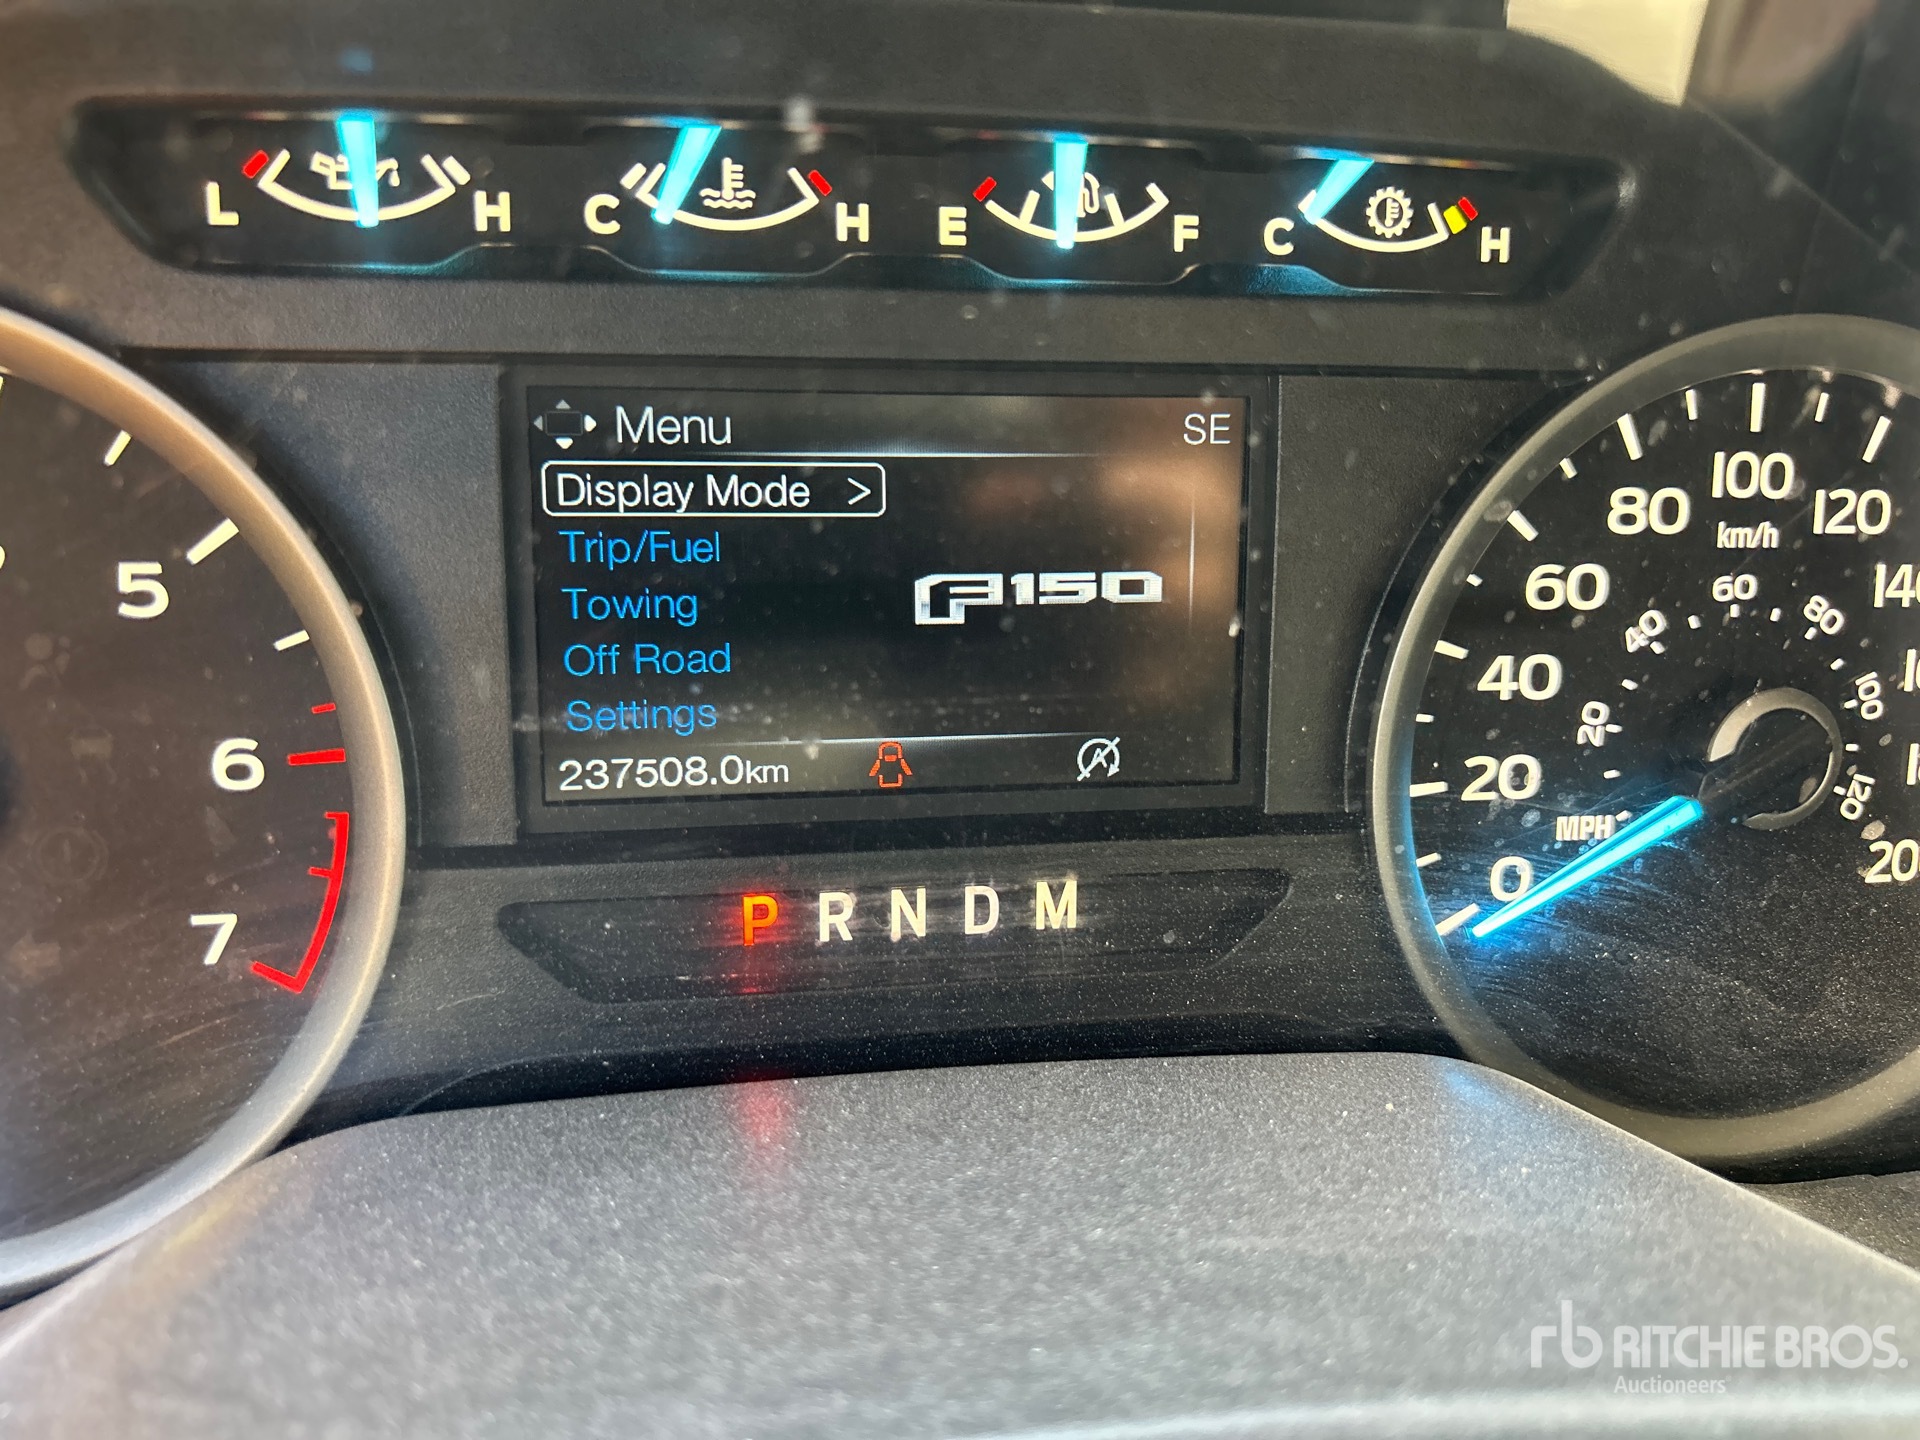 L H C H E F C H
Menu SE
Display Mode >
Trip/Fuel
F150
Towing
Off Road
Settings
237508.0km
P R N D M
5
6
7
0 20 40 60 80 100 120
km/h
20 40 60 80 100 120
MPH
rb RITCHIE BROS.
Auctioneers